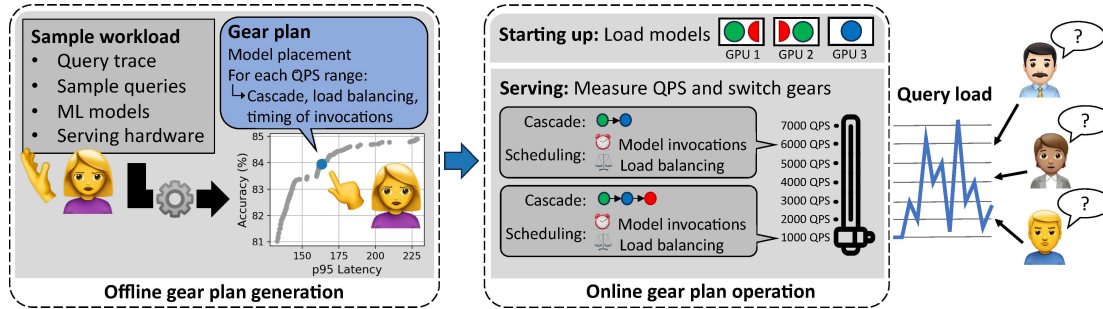 Sample workload
• Query trace
• Sample queries
• ML models
• Serving hardware
Gear plan
Model placement
For each QPS range:
↳Cascade, load balancing,
timing of invocations
85
84
83
82
81
Accuracy (%)
150
175
200
225
p95 Latency
Offline gear plan generation
Starting up: Load models
GPU 1
GPU 2
GPU 3
Serving: Measure QPS and switch gears
Cascade:
Scheduling:
Model invocations
Load balancing
Cascade:
Scheduling:
Model invocations
Load balancing
7000 QPS
6000 QPS
5000 QPS
4000 QPS
3000 QPS
2000 QPS
1000 QPS
Online gear plan operation
Query load
?
?
?